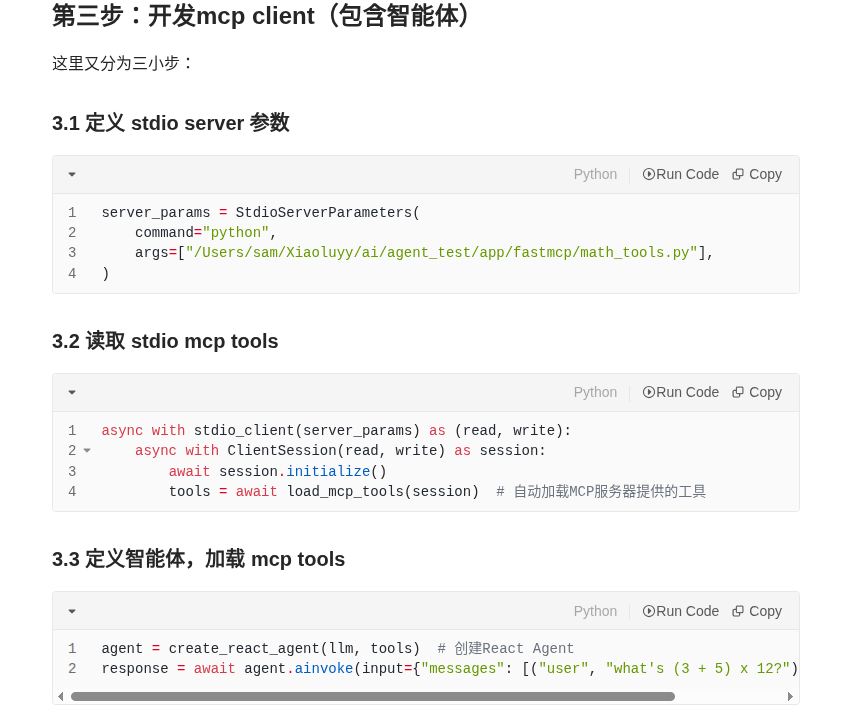 第三步：开发mcp client（包含智能体）
这里又分为三小步：
3.1 定义 stdio server 参数
Python Run Code Copy
1 server_params = StdioServerParameters(
2     command="python",
3     args=["/Users/sam/Xiaoluyy/ai/agent_test/app/fastmcp/math_tools.py"],
4 )
3.2 读取 stdio mcp tools
Python Run Code Copy
1 async with stdio_client(server_params) as (read, write):
2     async with ClientSession(read, write) as session:
3         await session.initialize()
4         tools = await load_mcp_tools(session)  # 自动加载MCP服务器提供的工具
3.3 定义智能体，加载 mcp tools
Python Run Code Copy
1 agent = create_react_agent(llm, tools)  # 创建React Agent
2 response = await agent.ainvoke(input={"messages": [("user", "what's (3 + 5) x 12?")